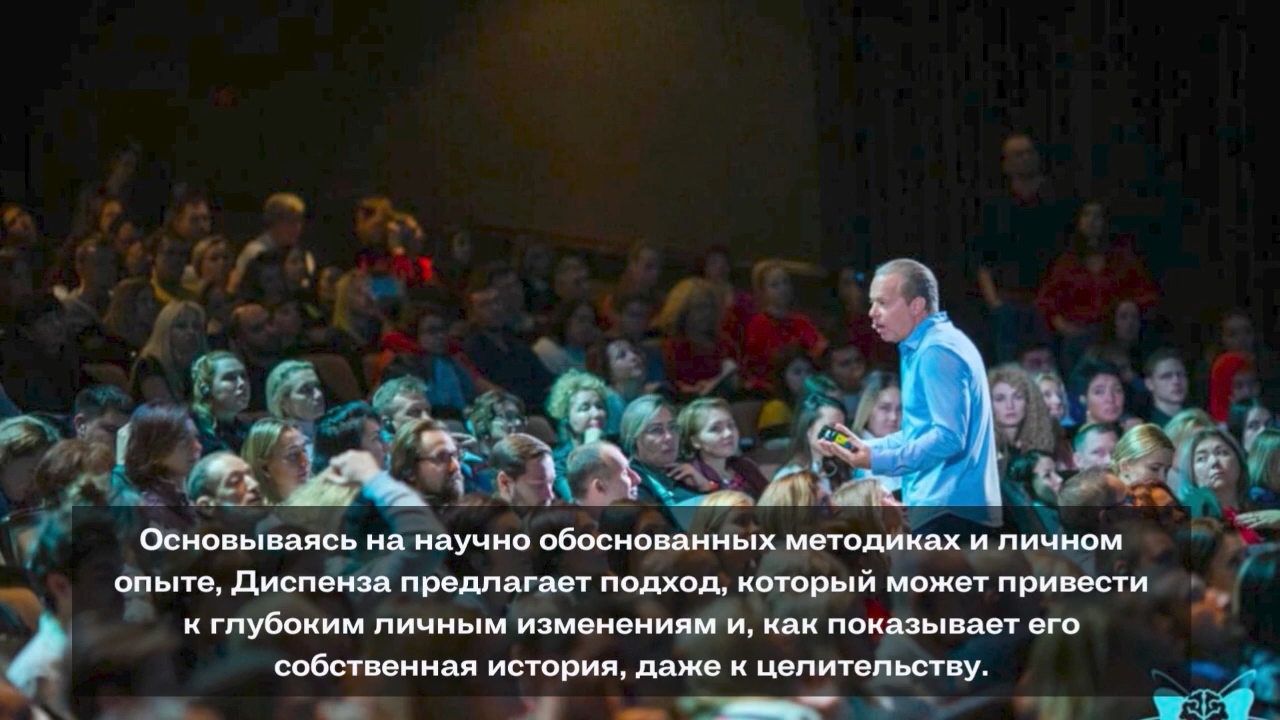 Основываясь на научно обоснованных методиках и личном
опыте, Диспенза предлагает подход, который может привести
к глубоким личным изменениям и, как показывает его
собственная история, даже к целительству.